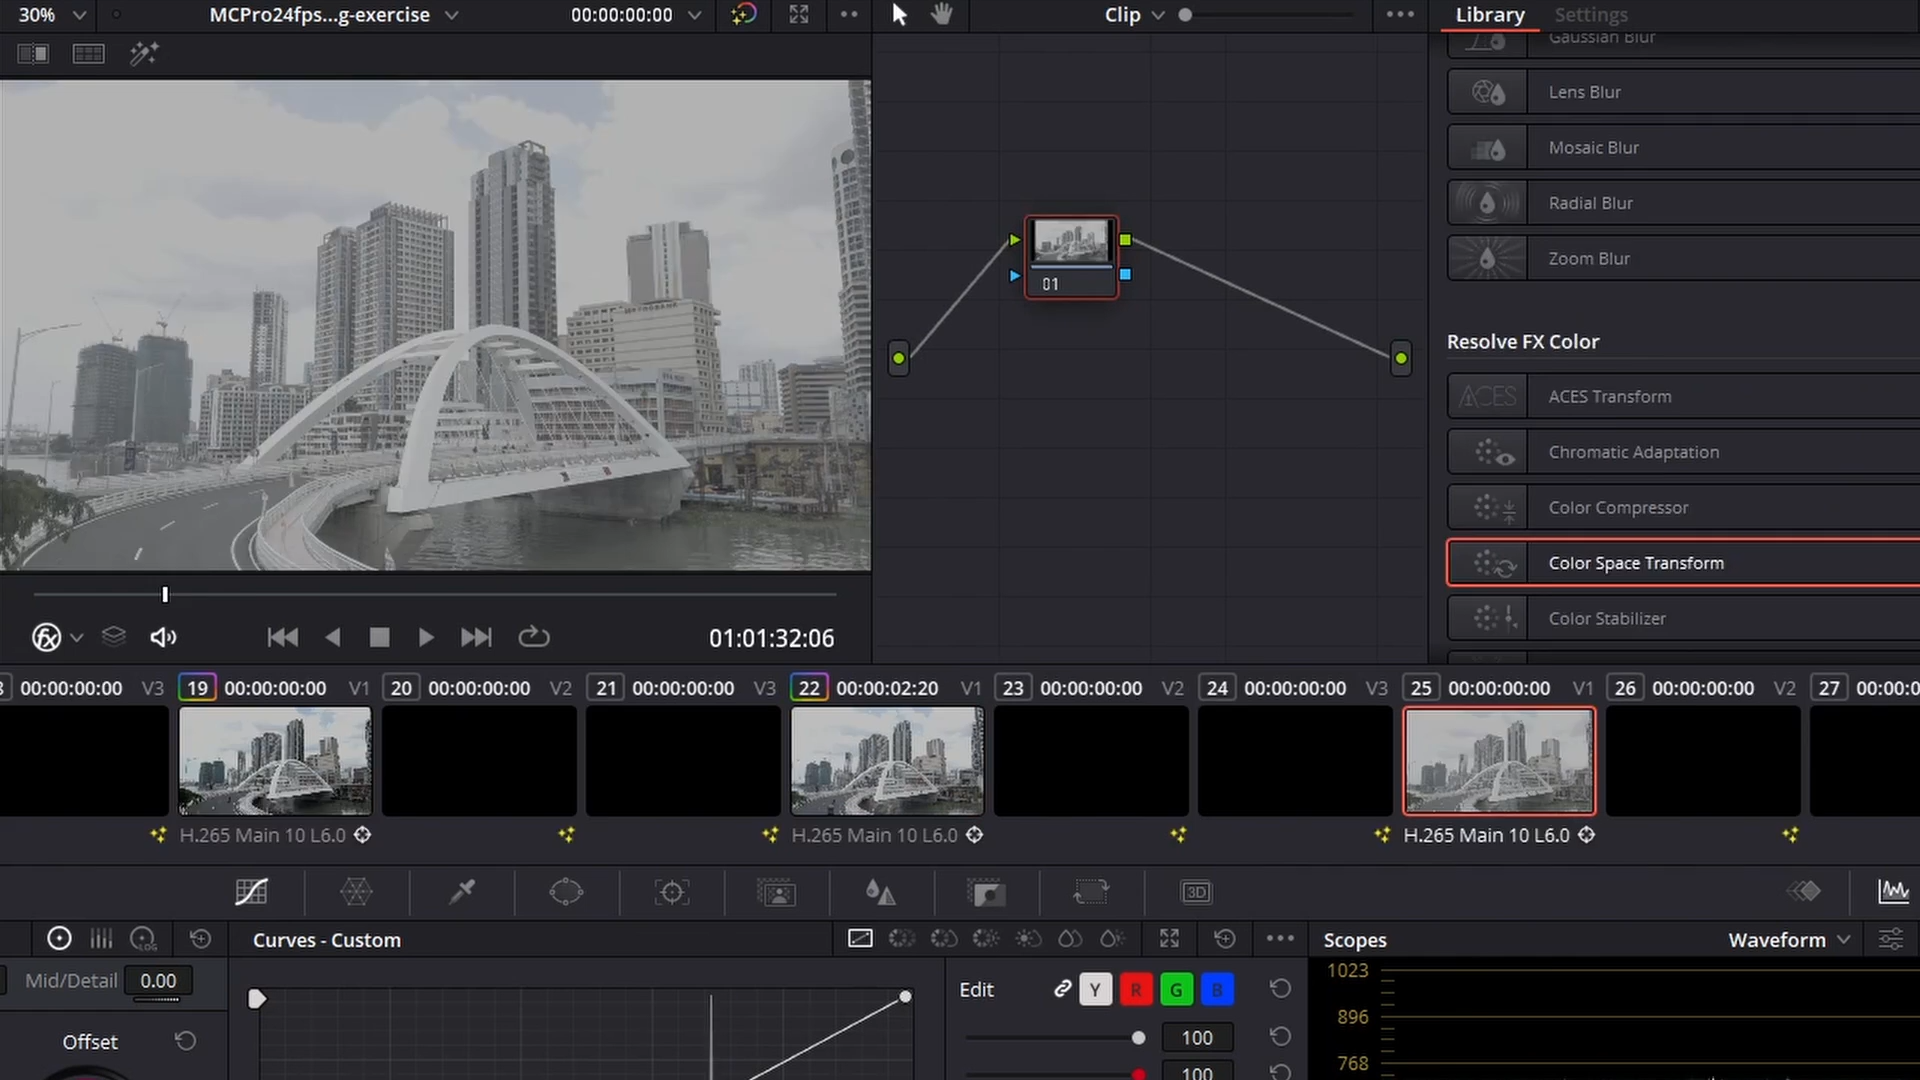 30%
MCPro24fps...g-exercise
00:00:00:00
Clip
Library
Settings
Gaussian Blur
Lens Blur
Mosaic Blur
Radial Blur
Zoom Blur
01
Resolve FX Color
ACES
ACES Transform
Chromatic Adaptation
Color Compressor
Color Space Transform
Color Stabilizer
fx
01:01:32:06
00:00:00:00 V3
19 00:00:00:00 V1
20 00:00:00:00 V2
21 00:00:00:00 V3
22 00:00:02:20 V1
23 00:00:00:00 V2
24 00:00:00:00 V3
25 00:00:00:00 V1
26 00:00:00:00 V2
27 00:00:0
H.265 Main 10 L6.0
H.265 Main 10 L6.0
H.265 Main 10 L6.0
3D
LOG
Curves - Custom
Scopes
Waveform
Mid/Detail 0.00
Offset
Edit
Y
R
G
B
100
100
1023
896
768